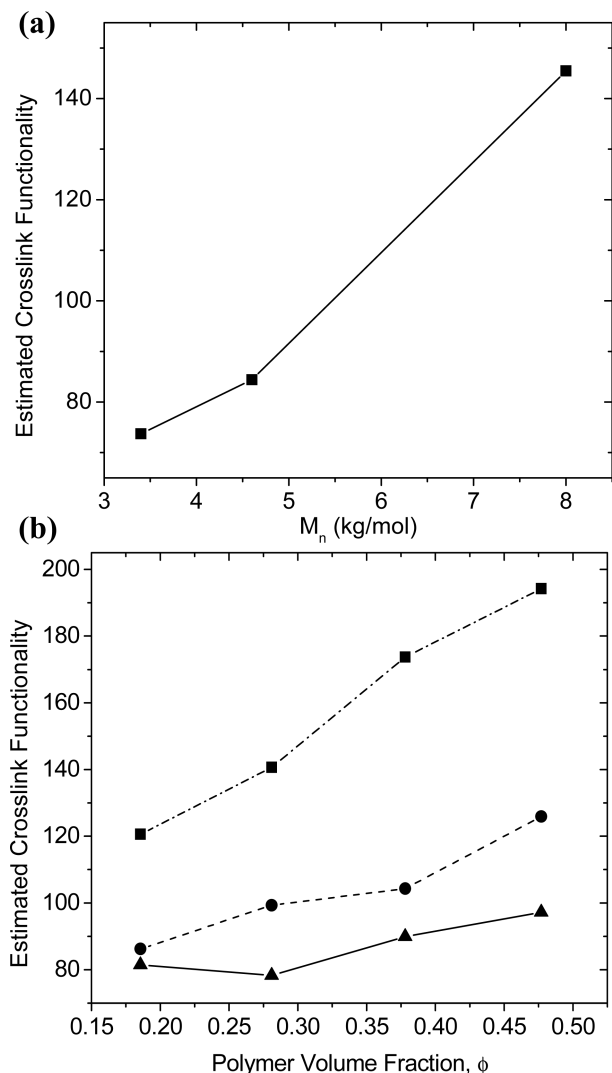 (a)
140
120
100
80
Estimated Crosslink Functionality
3 4 5 6 7 8
Mn (kg/mol)
(b)
200
180
160
140
120
100
80
Estimated Crosslink Functionality
0.15 0.20 0.25 0.30 0.35 0.40 0.45 0.50
Polymer Volume Fraction, ϕ